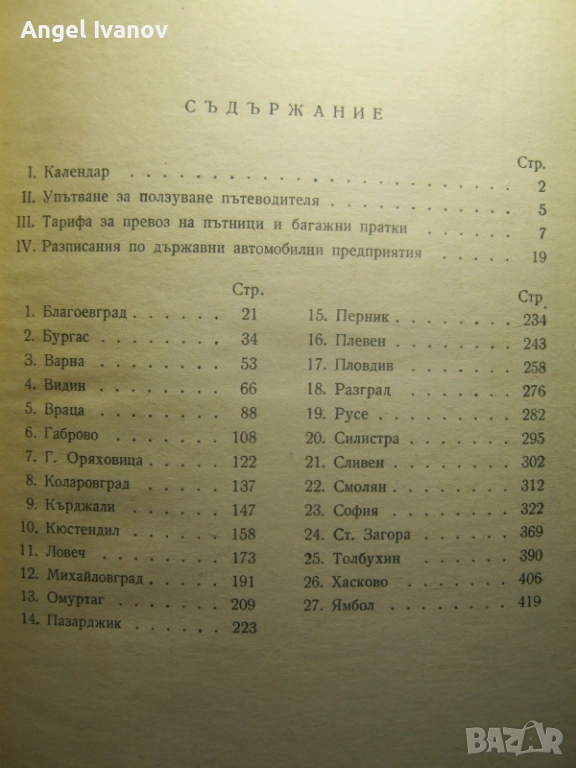 Angel Ivanov
СЪДЪРЖАНИЕ
Стр.
I. Календар . . . . . . . . . . . . . . . 2
II. Упътване за ползуване пътеводителя . . . . . . . . 5
III. Тарифа за превоз на пътници и багажни пратки . . . . . 7
IV. Разписания по държавни автомобилни предприятия . . . . 19
Стр.
1. Благоевград . . . . . . 21
2. Бургас . . . . . . . . 34
3. Варна . . . . . . . . 53
4. Видин . . . . . . . . 66
5. Враца . . . . . . . . 88
6. Габрово . . . . . . . 108
7. Г. Оряховица . . . . . 122
8. Коларовград . . . . . 137
9. Кърджали . . . . . . 147
10. Кюстендил . . . . . . 158
11. Ловеч . . . . . . . . 173
12. Михайловград . . . . . 191
13. Омуртаг . . . . . . . 209
14. Пазарджик . . . . . . 223
Стр
15. Перник . . . . . . . 234
16. Плевен . . . . . . . 243
17. Пловдив . . . . . . . 258
18. Разград . . . . . . . 276
19. Русе . . . . . . . . 282
20. Силистра . . . . . . 295
21. Сливен . . . . . . . 302
22. Смолян . . . . . . . 312
23. София . . . . . . . 322
24. Ст. Загора . . . . . . 369
25. Толбухин . . . . . . 390
26. Хасково . . . . . . . 406
27. Ямбол . . . . . . . 419
BAZAR
bg